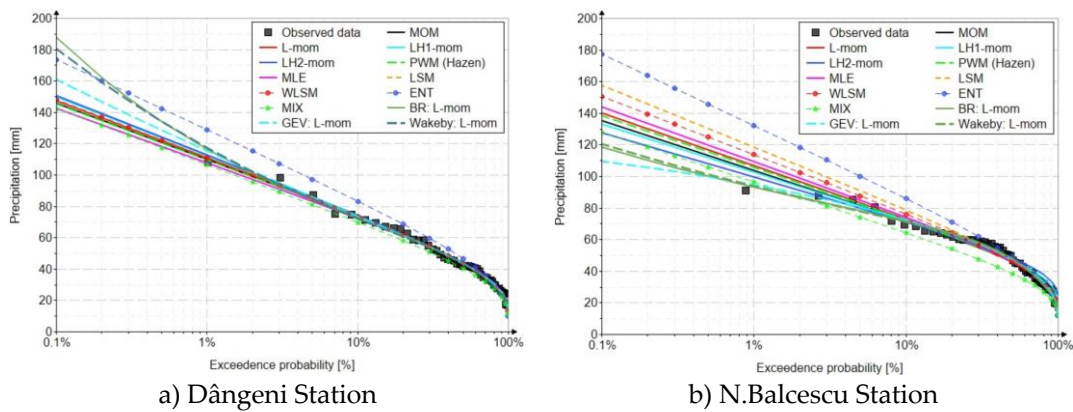 200
180
160
140
120
100
80
60
40
20
0
Precipitation [mm]
0.1%
1%
10%
100%
Exceedence probability [%]
Observed data
MOM
L-mom
LH1-mom
LH2-mom
PWM (Hazen)
MLE
LSM
WLSM
ENT
MIX
BR: L-mom
GEV: L-mom
Wakeby: L-mom
a) Dângeni Station
200
180
160
140
120
100
80
60
40
20
0
Precipitation [mm]
0.1%
1%
10%
100%
Exceedence probability [%]
Observed data
MOM
L-mom
LH1-mom
LH2-mom
PWM (Hazen)
MLE
LSM
WLSM
ENT
MIX
BR: L-mom
GEV: L-mom
Wakeby: L-mom
b) N.Balcescu Station